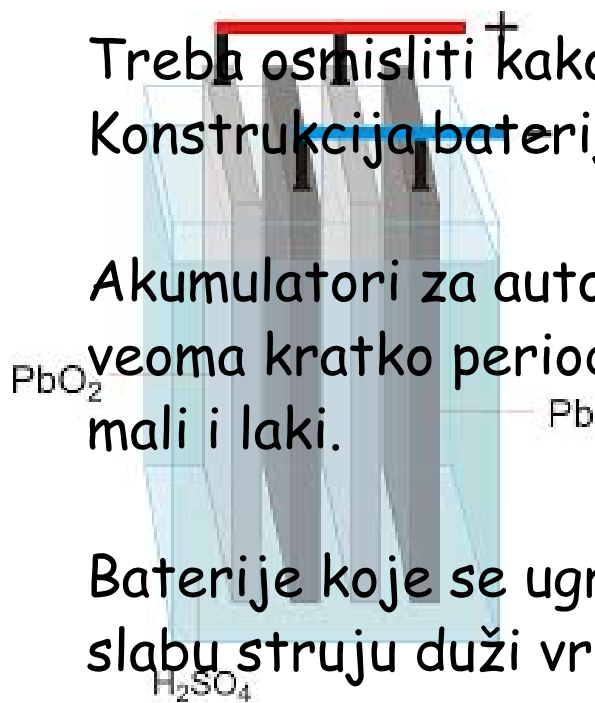 +
Treba osmisliti kako
Konstrukcija baterij
Akumulatori za auto
veoma kratko period
PbO₂
Pb
mali i laki.
Baterije koje se ugr
slabu struju duži vr
H₂SO₄